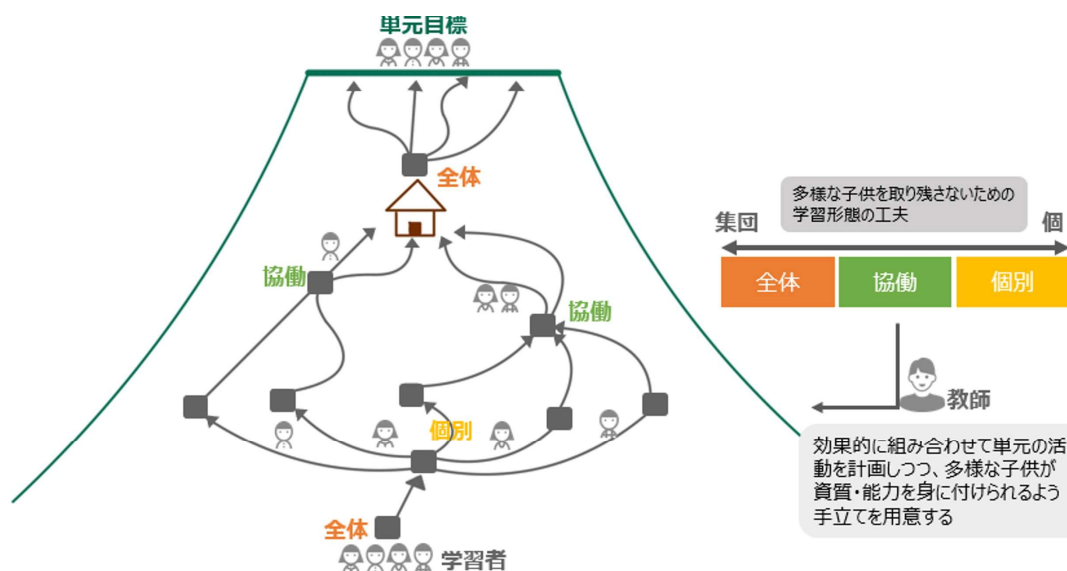 単元目標
全体
協働
協働
個別
全体
学習者
多様な子供を取り残さないための
学習形態の工夫
集団
個
全体
協働
個別
教師
効果的に組み合わせて単元の活
動を計画しつつ、多様な子供が
資質・能力を身に付けられるよう
手立てを用意する